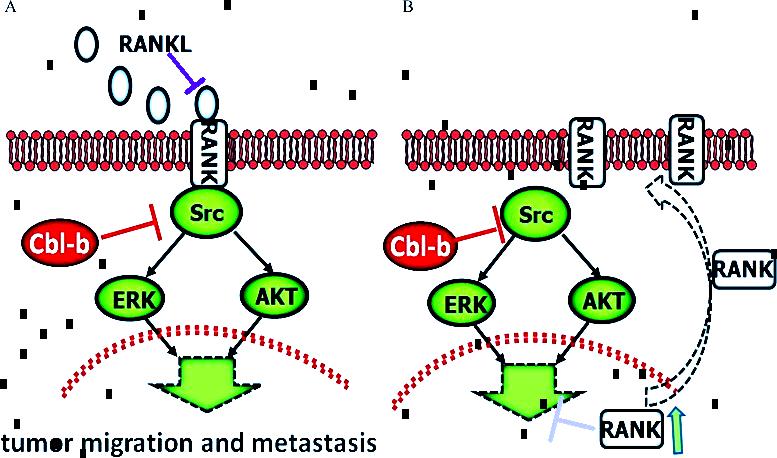 A
RANKL
RANK
Src
Cbl-b
ERK
AKT
tumor migration and metastasis
B
RANK
RANK
Src
Cbl-b
RANK
ERK
AKT
RANK